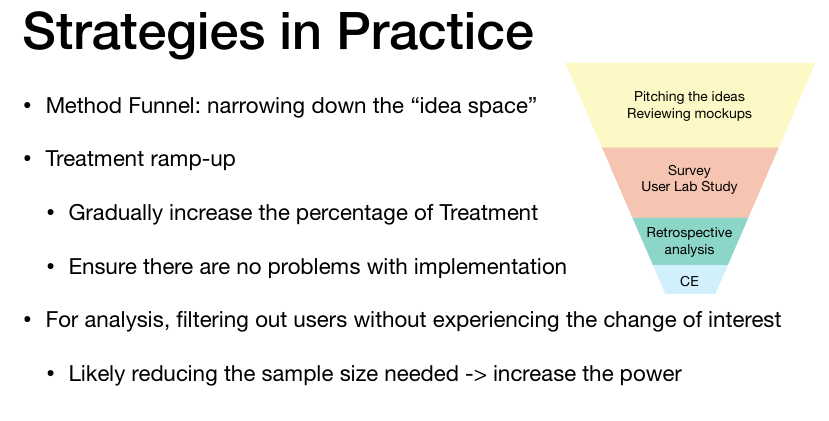 Strategies in Practice
• Method Funnel: narrowing down the “idea space”
• Treatment ramp-up
• Gradually increase the percentage of Treatment
• Ensure there are no problems with implementation
• For analysis, filtering out users without experiencing the change of interest
• Likely reducing the sample size needed -> increase the power
Pitching the ideas
Reviewing mockups
Survey
User Lab Study
Retrospective
analysis
CE